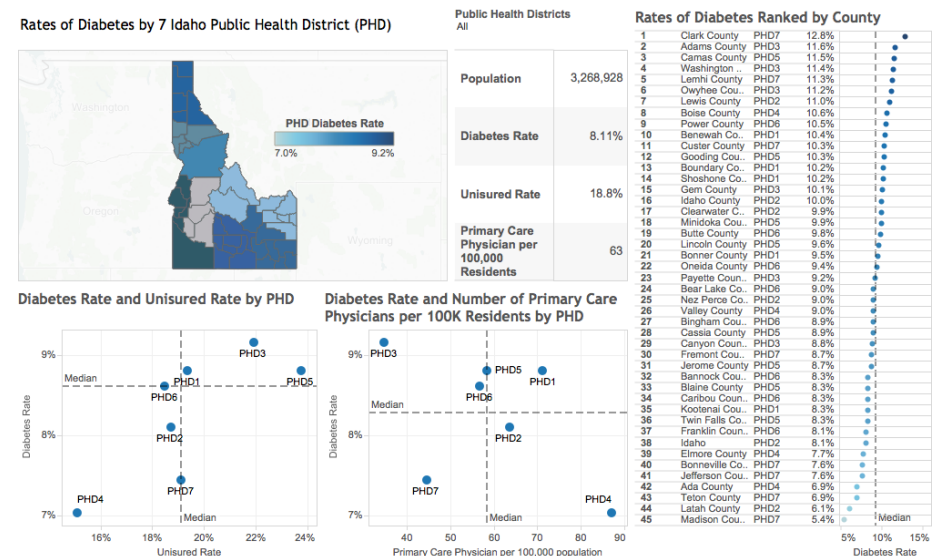 Rates of Diabetes by 7 Idaho Public Health District (PHD)
Washington
Oregon
Wyoming
PHD Diabetes Rate
7.0% 9.2%
Public Health Districts
All
Population 3,268,928
Diabetes Rate 8.11%
Unisured Rate 18.8%
Primary Care
Physician per
100,000
Residents
63
Diabetes Rate and Unisured Rate by PHD
9%
8%
7%
Diabetes Rate
Median
PHD3
PHD1
PHD5
PHD6
PHD2
PHD7
PHD4
Median
16% 18% 20% 22% 24%
Unisured Rate
Diabetes Rate and Number of Primary Care
Physicians per 100K Residents by PHD
9%
8%
7%
Diabetes Rate
PHD3
PHD5
PHD1
PHD6
Median
PHD2
PHD7
PHD4
Median
40 50 60 70 80 90
Primary Care Physician per 100,000 population
Rates of Diabetes Ranked by County
1 Clark County PHD7 12.8%
2 Adams County PHD3 11.6%
3 Camas County PHD5 11.5%
4 Washington .. PHD3 11.4%
5 Lemhi County PHD7 11.3%
6 Owyhee Cou.. PHD3 11.2%
7 Lewis County PHD2 11.0%
8 Boise County PHD4 10.6%
9 Power County PHD6 10.5%
10 Benewah Co.. PHD1 10.4%
11 Custer County PHD7 10.3%
12 Gooding Cou.. PHD5 10.3%
13 Boundary Co.. PHD1 10.2%
14 Shoshone Co.. PHD1 10.2%
15 Gem County PHD3 10.1%
16 Idaho County PHD2 10.0%
17 Clearwater C.. PHD2 9.9%
18 Minidoka Cou.. PHD5 9.9%
19 Butte County PHD6 9.8%
20 Lincoln County PHD5 9.6%
21 Bonner County PHD1 9.5%
22 Oneida County PHD6 9.4%
23 Payette Coun.. PHD3 9.2%
24 Bear Lake Co.. PHD6 9.0%
25 Nez Perce Co.. PHD2 9.0%
26 Valley County PHD4 9.0%
27 Bingham Cou.. PHD6 8.9%
28 Cassia County PHD5 8.9%
29 Canyon Coun.. PHD3 8.8%
30 Fremont Cou.. PHD7 8.7%
31 Jerome County PHD5 8.7%
32 Bannock Cou.. PHD6 8.3%
33 Blaine County PHD5 8.3%
34 Caribou Coun.. PHD6 8.3%
35 Kootenai Cou.. PHD1 8.3%
36 Twin Falls Co.. PHD5 8.3%
37 Franklin Coun.. PHD6 8.1%
38 Idaho PHD2 8.1%
39 Elmore County PHD4 7.7%
40 Bonneville Co.. PHD7 7.6%
41 Jefferson Cou.. PHD7 7.6%
42 Ada County PHD4 6.9%
43 Teton County PHD7 6.9%
44 Latah County PHD2 6.1%
45 Madison Cou.. PHD7 5.4%
Median
5% 10% 15%
Diabetes Rate